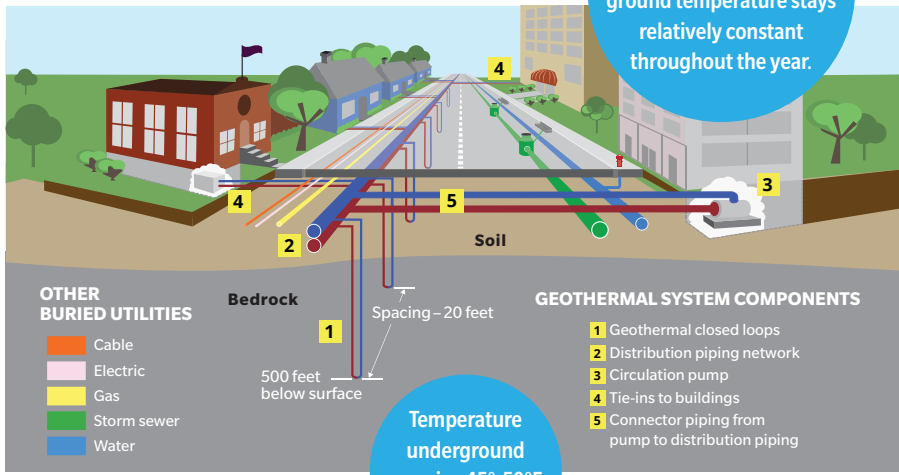 ground temperature stays
relatively constant
throughout the year.
4
3
4
5
2
Soil
OTHER
BURIED UTILITIES
Bedrock
Cable
Electric
Gas
Storm sewer
Water
1
Spacing – 20 feet
500 feet
below surface
GEOTHERMAL SYSTEM COMPONENTS
1 Geothermal closed loops
2 Distribution piping network
3 Circulation pump
4 Tie-ins to buildings
5 Connector piping from
pump to distribution piping
Temperature
underground
45°-50°F